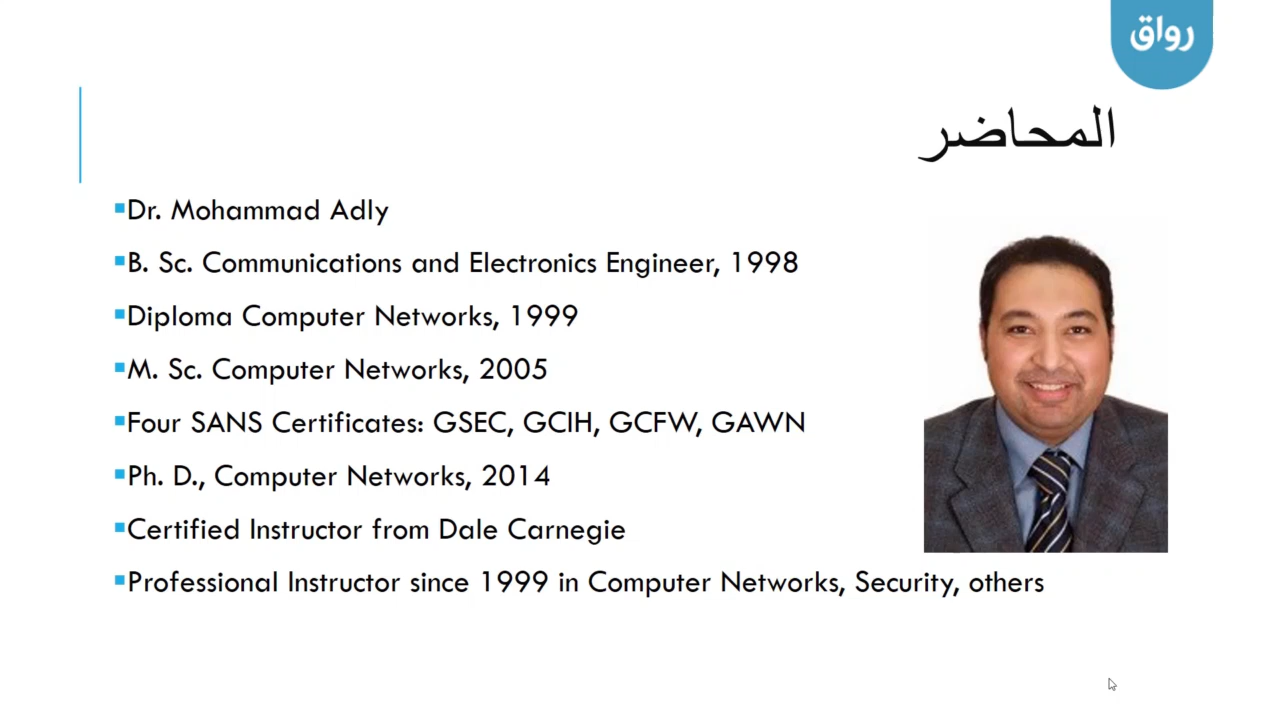 رواق
المحاضر
Dr. Mohammad Adly
B. Sc. Communications and Electronics Engineer, 1998
Diploma Computer Networks, 1999
M. Sc. Computer Networks, 2005
Four SANS Certificates: GSEC, GCIH, GCFW, GAWN
Ph. D., Computer Networks, 2014
Certified Instructor from Dale Carnegie
Professional Instructor since 1999 in Computer Networks, Security, others